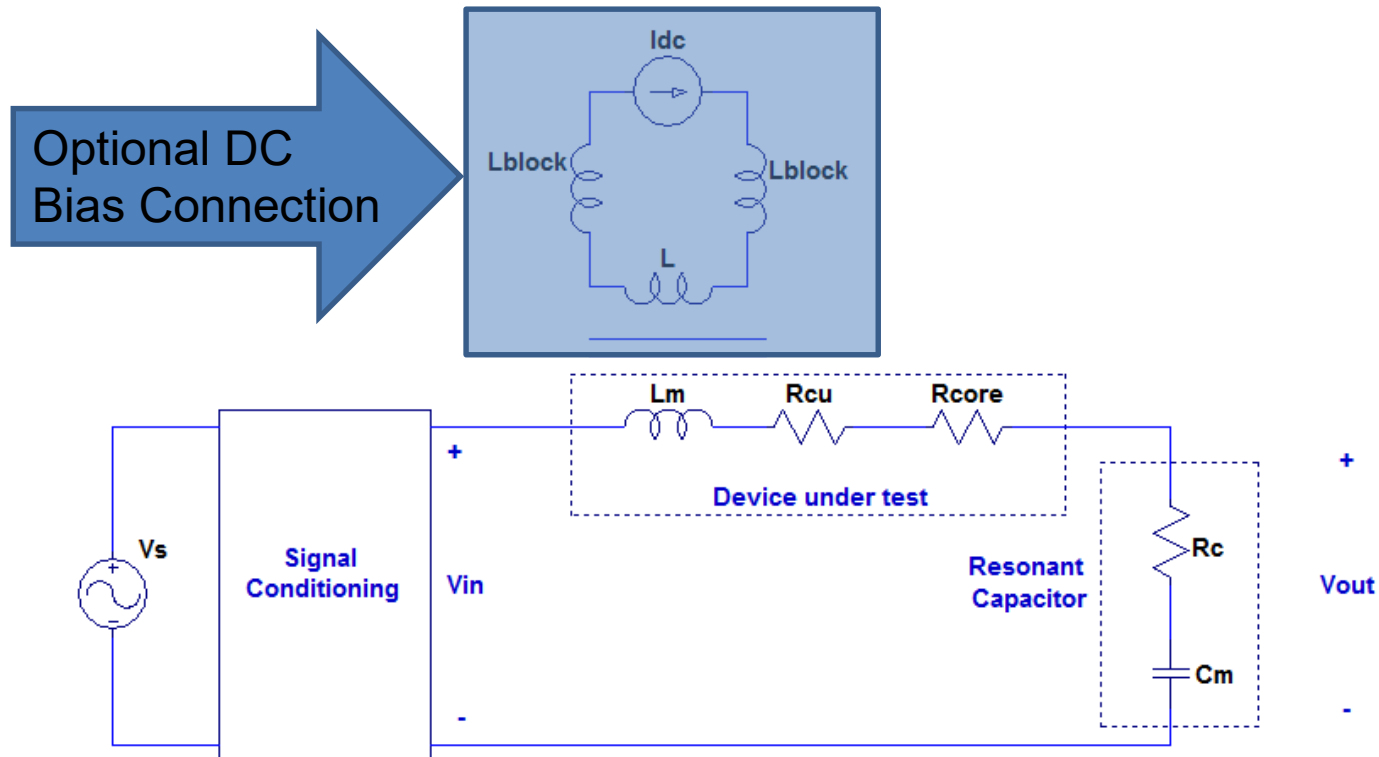 Idc
Optional DC
Bias Connection
Lblock
Lblock
L
Lm
Rcu
Rcore
+
Device under test
+
Vs
+
-
Signal
Conditioning
Vin
Resonant
Capacitor
Rc
Vout
Cm
-
-